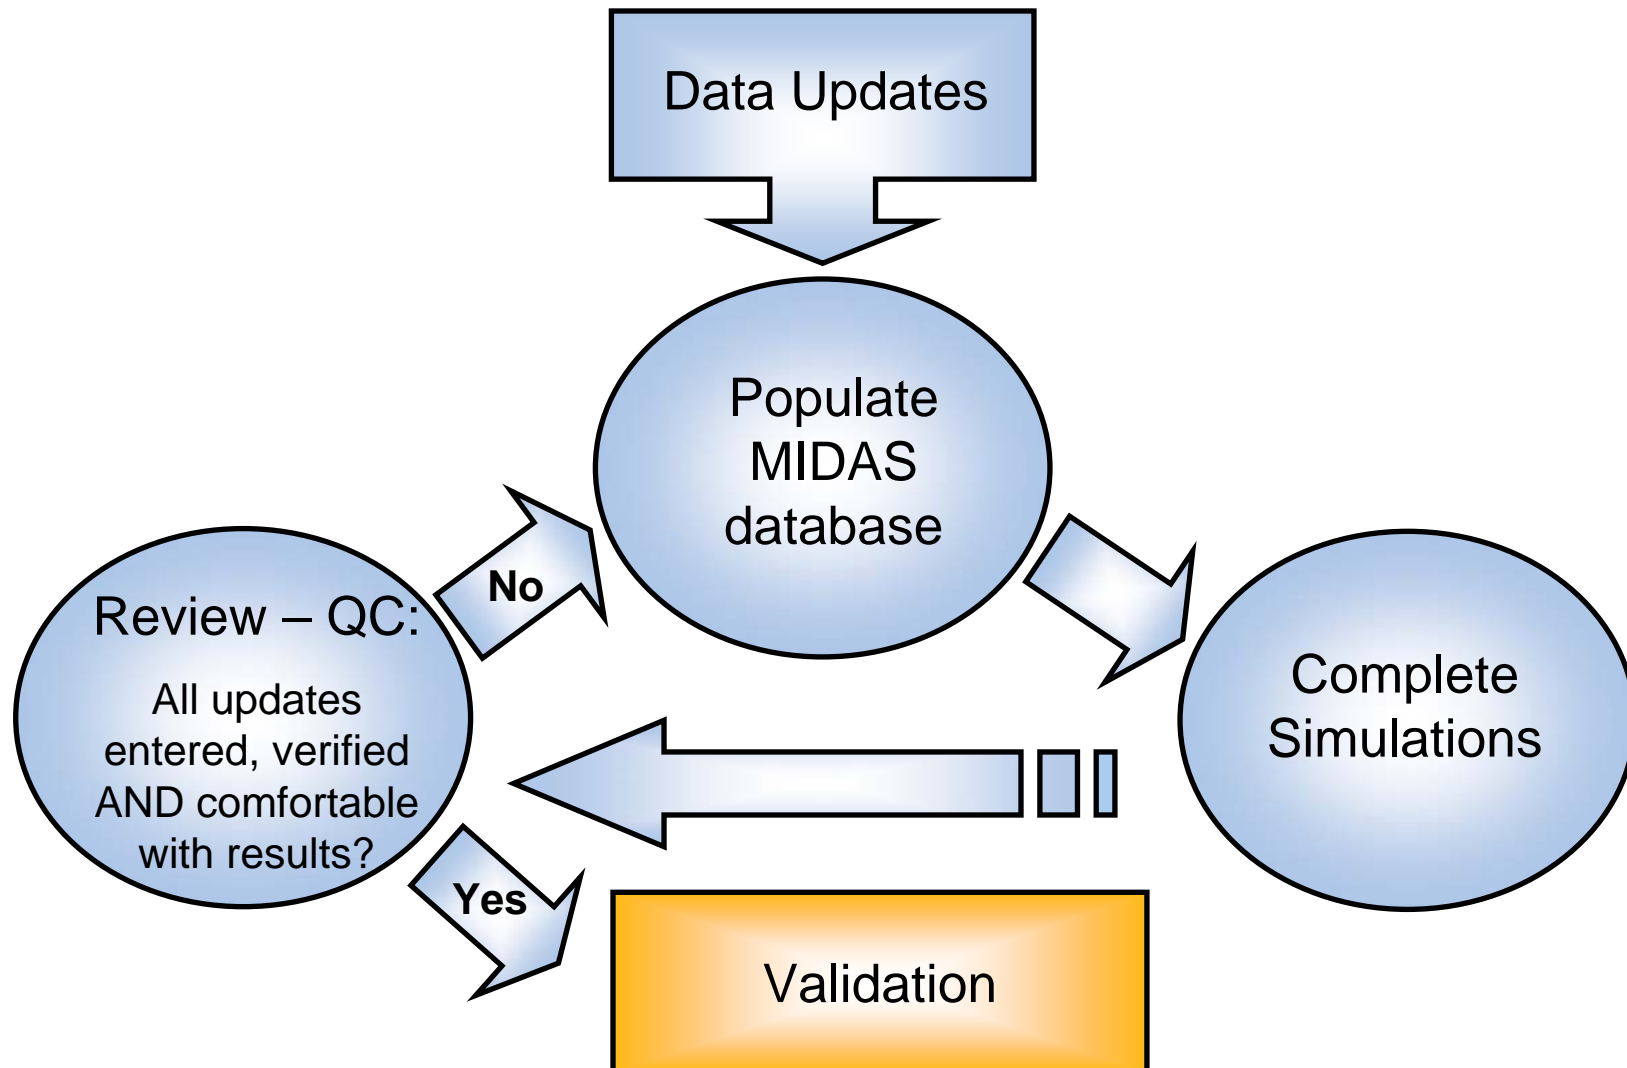 Data Updates
Populate
MIDAS
database
No
Review – QC:
All updates
entered, verified
AND comfortable
with results?
Complete
Simulations
Yes
Validation